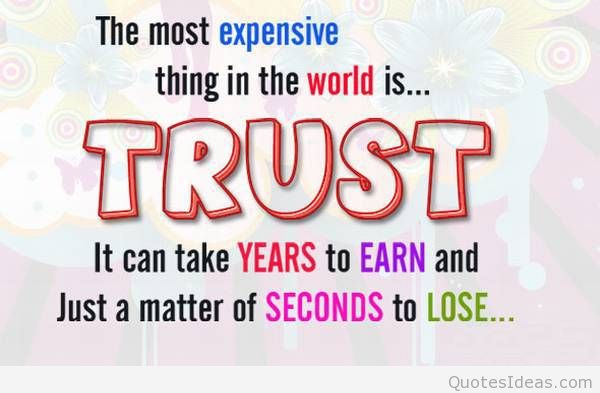 The most expensive
thing in the world is...
TRUST
It can take YEARS to EARN and
Just a matter of SECONDS to LOSE...
QuotesIdeas.com